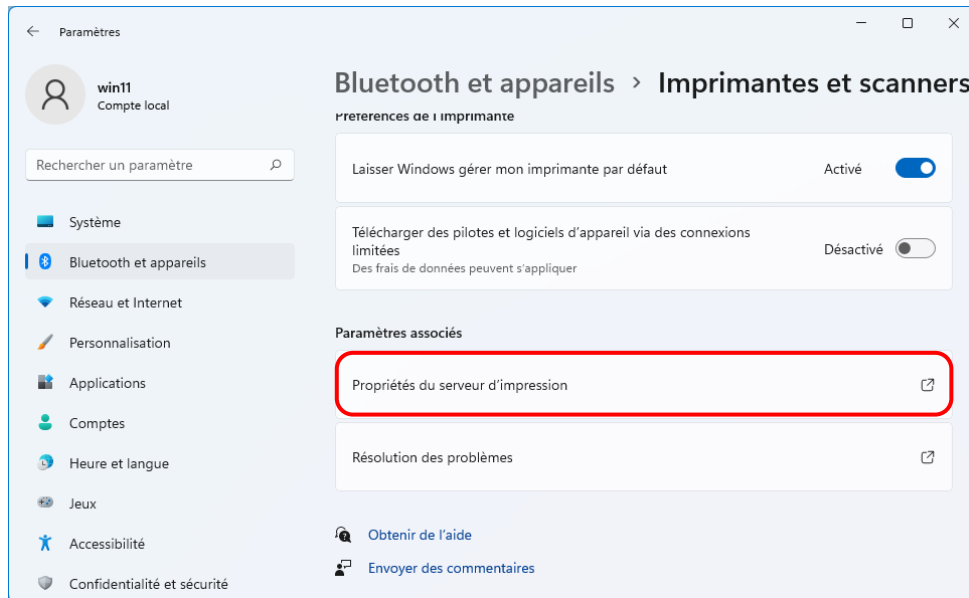 Paramètres
win11
Compte local
Rechercher un paramètre
Système
Bluetooth et appareils
Réseau et Internet
Personnalisation
Applications
Comptes
Heure et langue
Jeux
Accessibilité
Confidentialité et sécurité
Bluetooth et appareils > Imprimantes et scanners
Préférences de l'imprimante
Laisser Windows gérer mon imprimante par défaut
Activé
Télécharger des pilotes et logiciels d'appareil via des connexions
limitées
Des frais de données peuvent s'appliquer
Désactivé
Paramètres associés
Propriétés du serveur d'impression
Résolution des problèmes
Obtenir de l'aide
Envoyer des commentaires